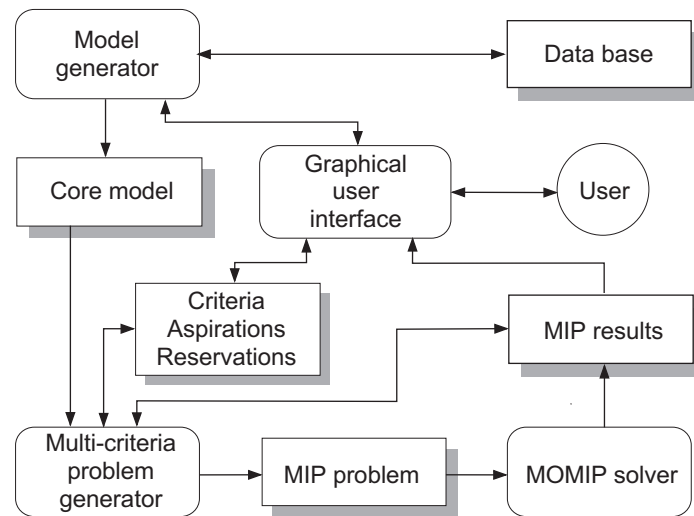 Model
generator
Data base
Core model
Graphical
user
interface
User
Criteria
Aspirations
Reservations
MIP results
Multi-criteria
problem
generator
MIP problem
MOMIP solver